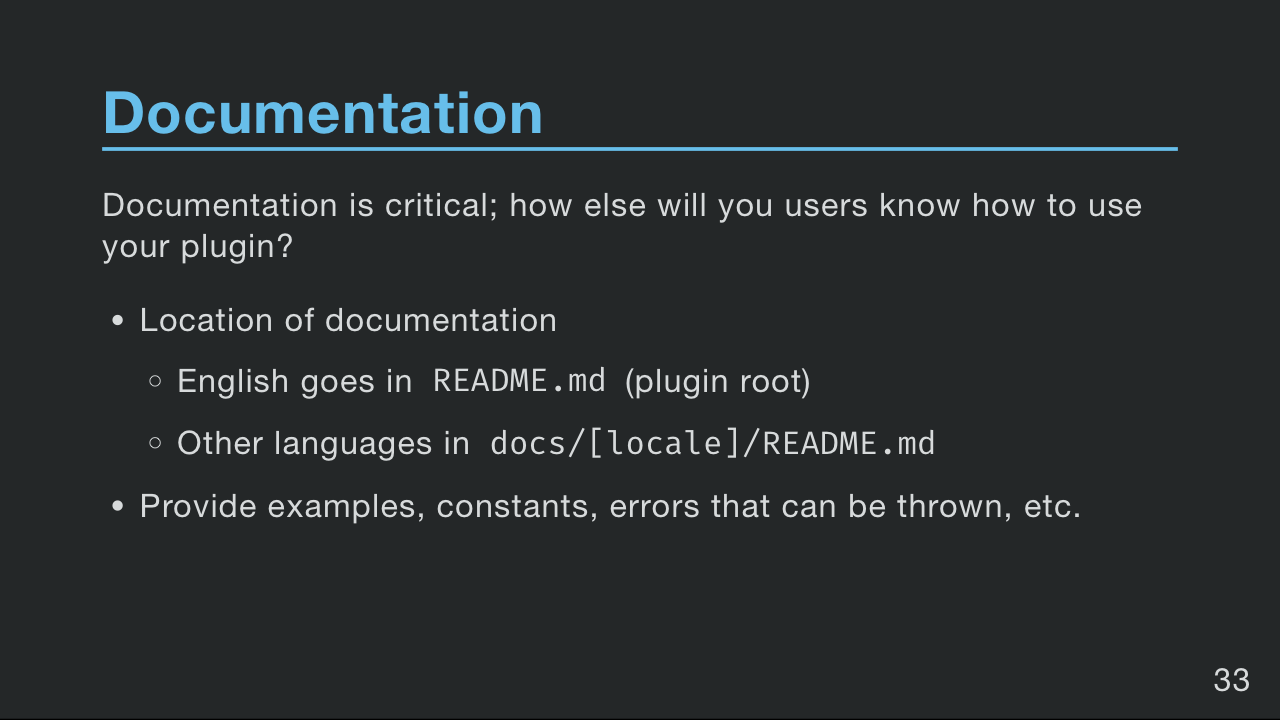 Documentation
Documentation is critical; how else will you users know how to use
your plugin?
• Location of documentation
○ English goes in README.md (plugin root)
○ Other languages in docs/[locale]/README.md
• Provide examples, constants, errors that can be thrown, etc.
33